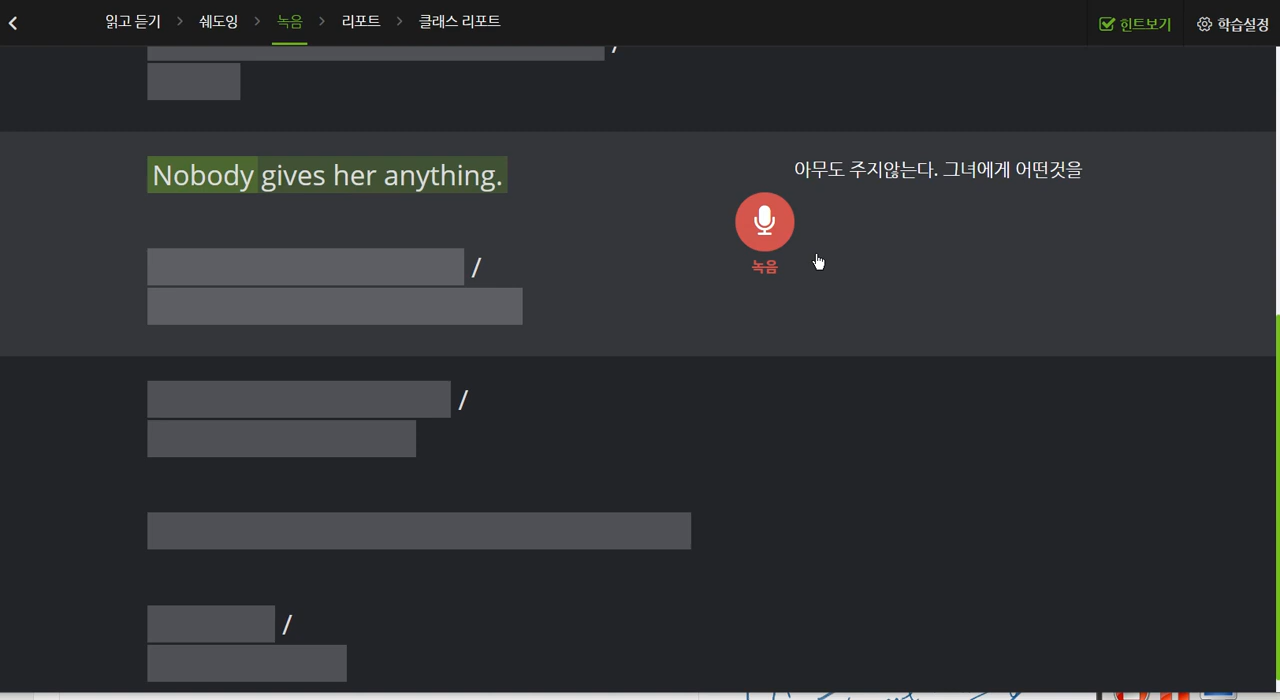 읽고 듣기 > 쉐도잉 > 녹음 > 리포트 > 클래스 리포트
힌트보기
학습설정
/
Nobody gives her anything.
아무도 주지않는다. 그녀에게 어떤것을
녹음
/
/
/